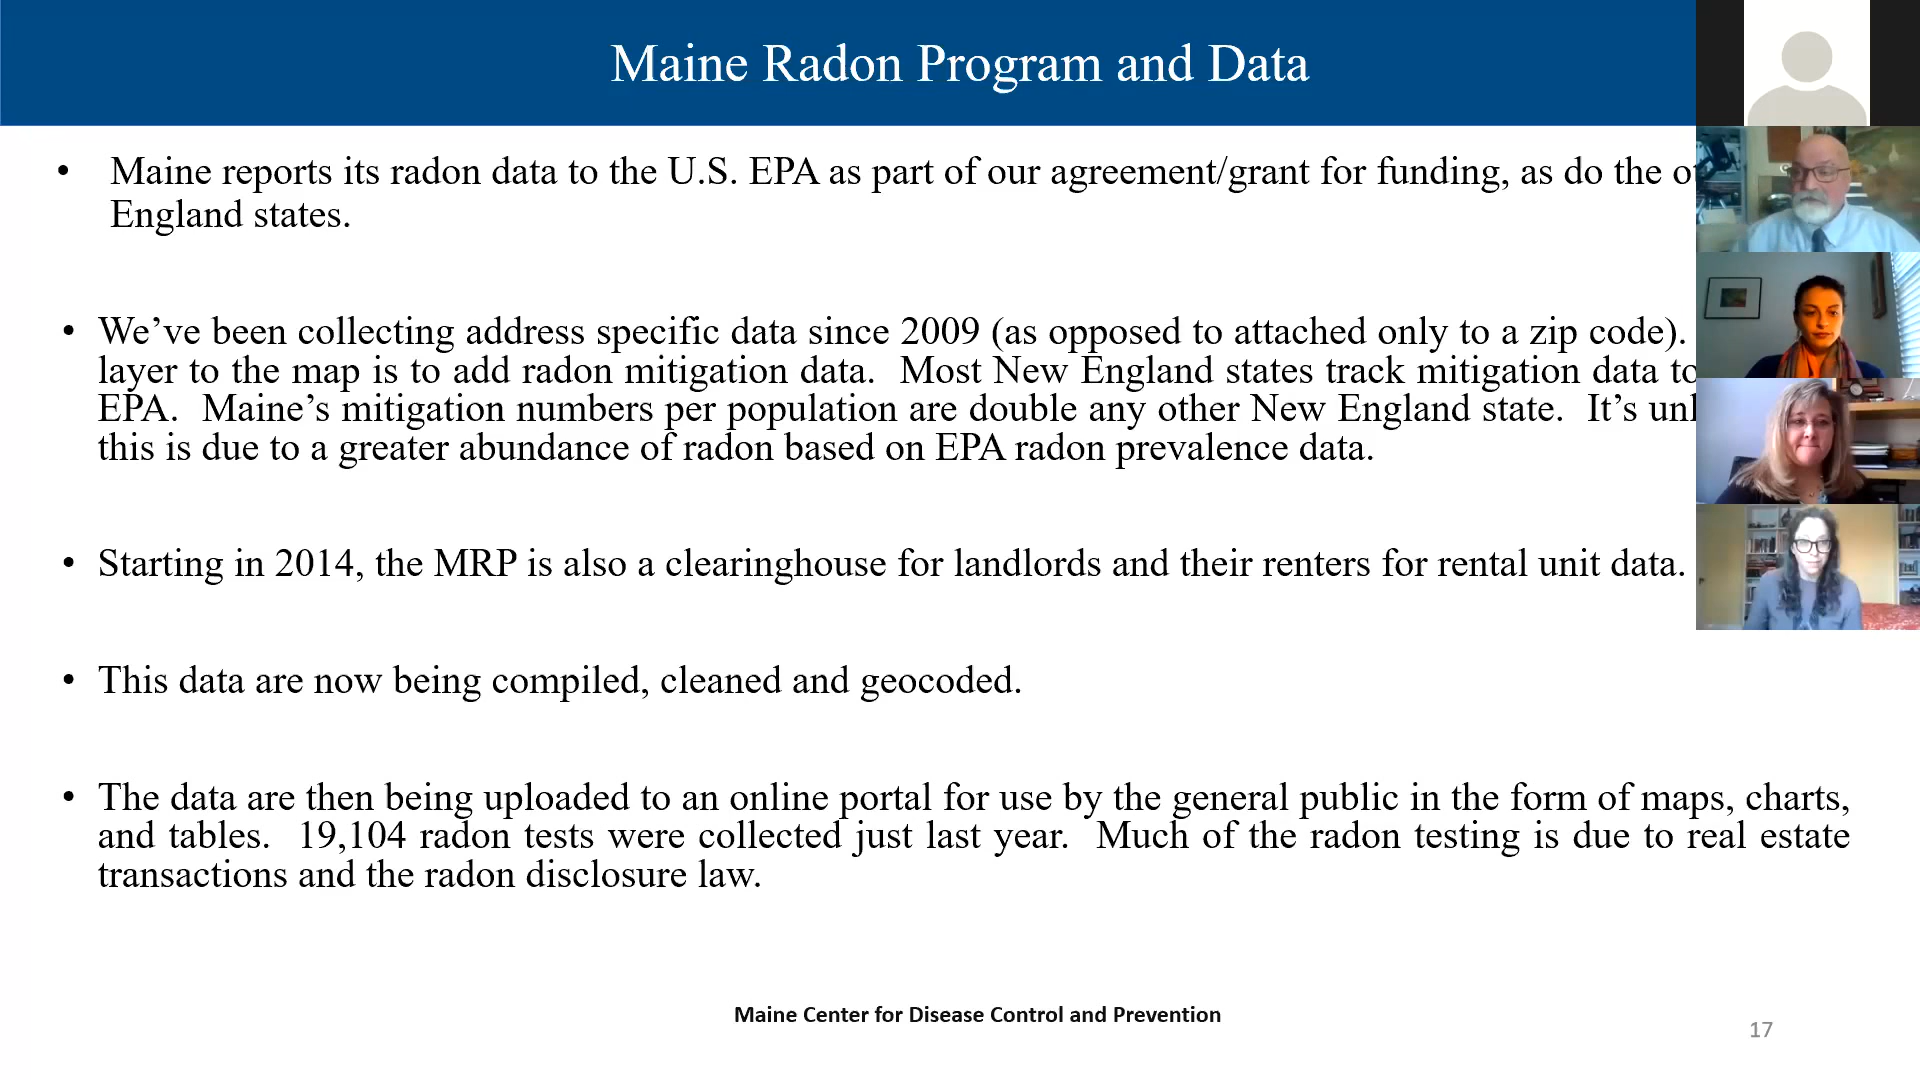 Maine Radon Program and Data
• Maine reports its radon data to the U.S. EPA as part of our agreement/grant for funding, as do the
England states.
• We’ve been collecting address specific data since 2009 (as opposed to attached only to a zip code).
layer to the map is to add radon mitigation data. Most New England states track mitigation data to
EPA. Maine’s mitigation numbers per population are double any other New England state. It’s
this is due to a greater abundance of radon based on EPA radon prevalence data.
• Starting in 2014, the MRP is also a clearinghouse for landlords and their renters for rental unit data.
• This data are now being compiled, cleaned and geocoded.
• The data are then being uploaded to an online portal for use by the general public in the form of maps, charts,
and tables. 19,104 radon tests were collected just last year. Much of the radon testing is due to real estate
transactions and the radon disclosure law.
Maine Center for Disease Control and Prevention
17